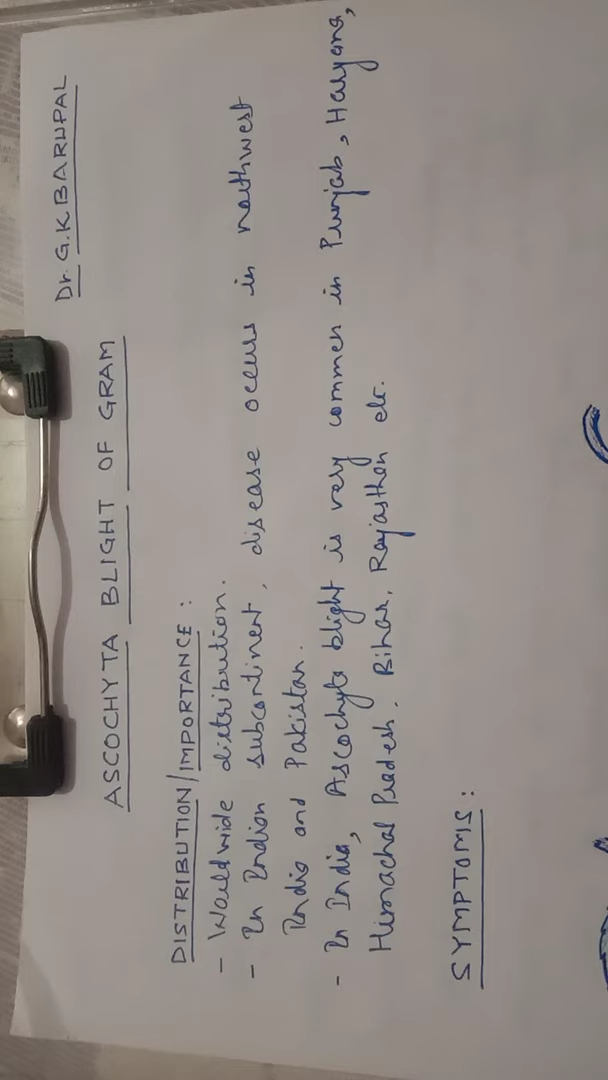 Dr. G.K BARUPAL
ASCOCHYTA BLIGHT OF GRAM
DISTRIBUTION/IMPORTANCE:
- Worldwide distribution.
- In Indian subcontinent, disease occurs in northwest
India and Pakistan.
- In India, Ascochyta blight is very common in Punjab, Haryana,
Himachal Pradesh, Bihar, Rajasthan etc.
SYMPTOMS: